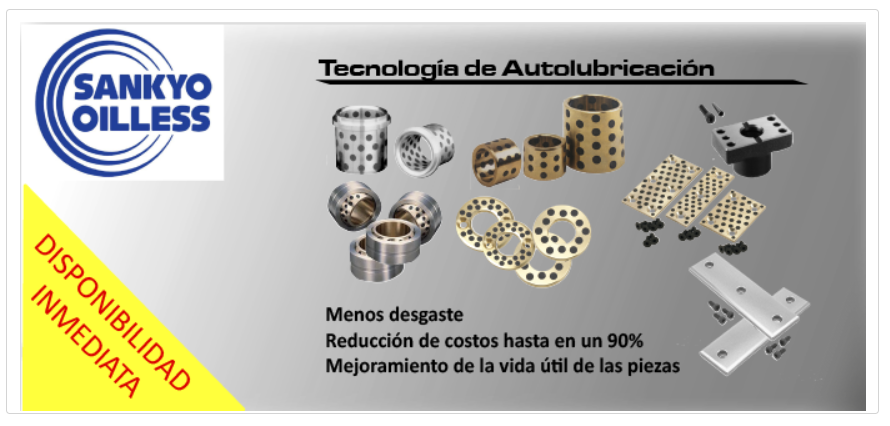 SANKYO
OILLESS
Tecnología de Autolubricación
DISPONIBILIDAD
INMEDIATA
Menos desgaste
Reducción de costos hasta en un 90%
Mejoramiento de la vida útil de las piezas